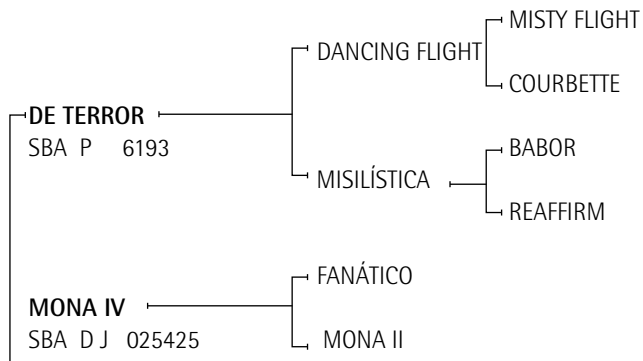 MISTY FLIGHT
DANCING FLIGHT
COURBETTE
DE TERROR
SBA P 6193
BABOR
MISILÍSTICA
REAFFIRM
FANÁTICO
MONA IV
SBA D J 025425
MONA II